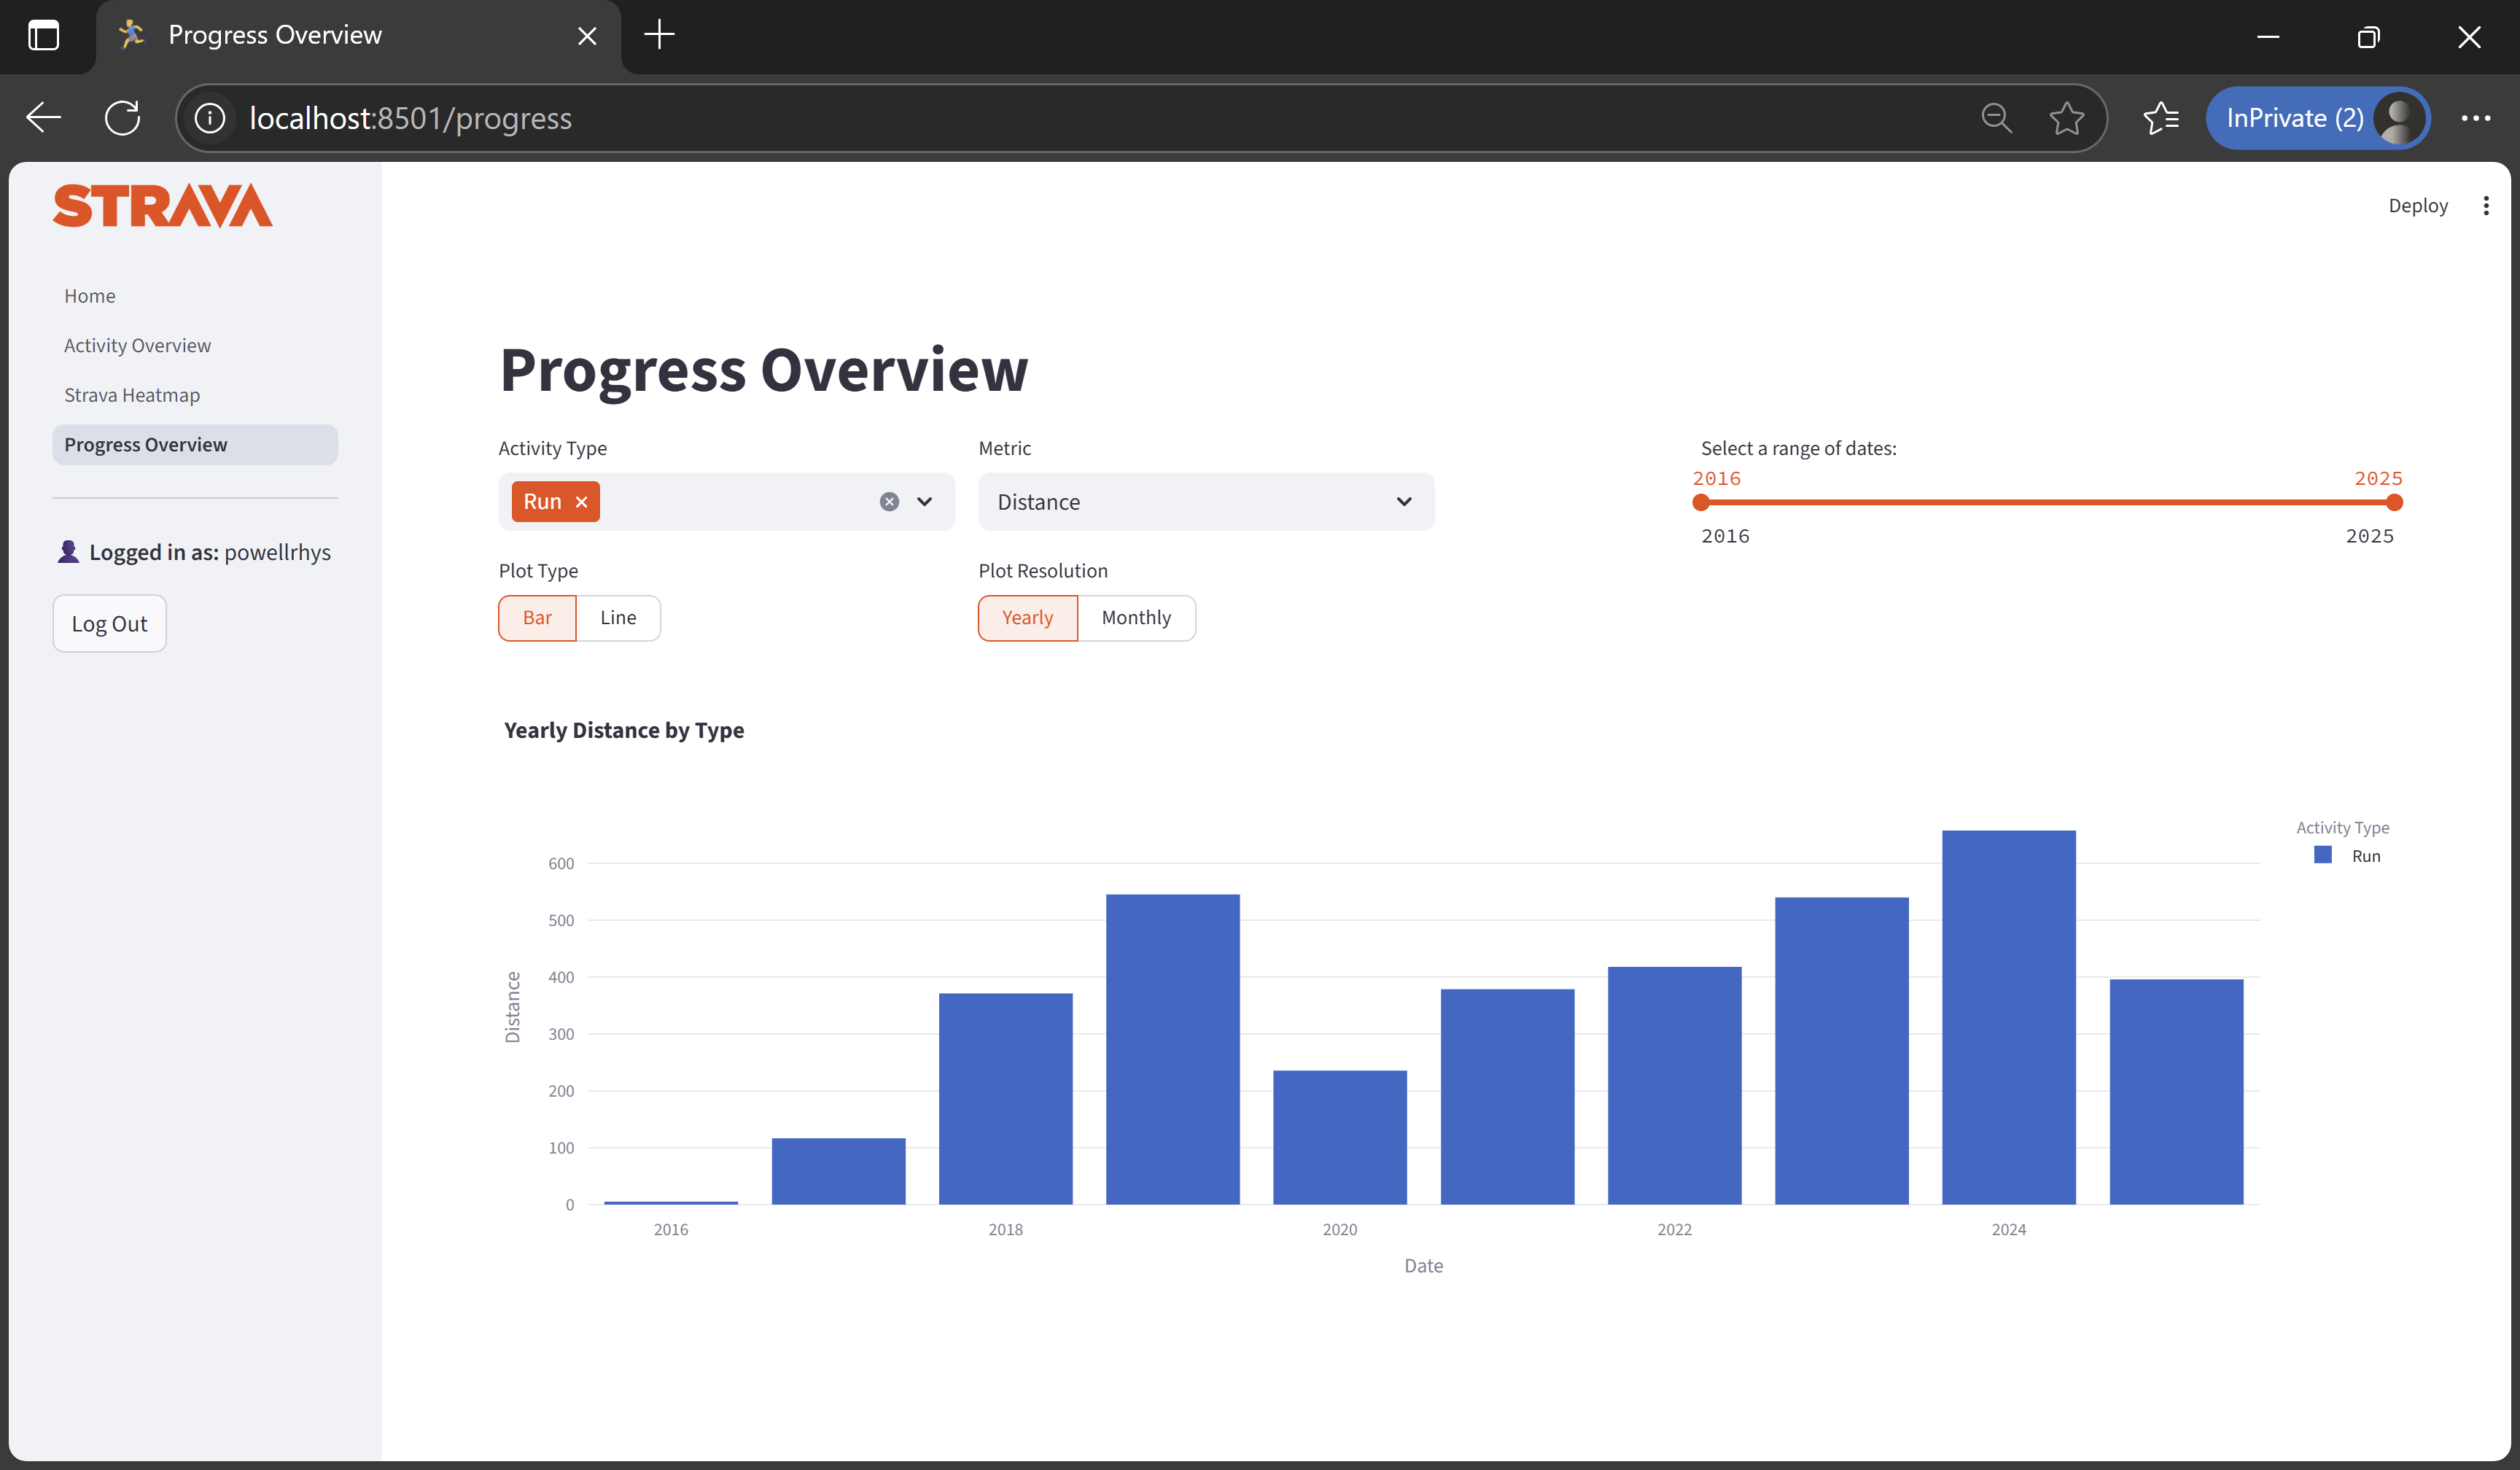 Progress Overview
localhost:8501/progress
InPrivate (2)
STRAVA
Deploy
Home
Activity Overview
Strava Heatmap
Progress Overview
Logged in as: powellrhys
Log Out
Progress Overview
Activity Type
Metric
Select a range of dates:
Run
Distance
2016 2025
2016 2025
Plot Type
Plot Resolution
Bar Line
Yearly Monthly
Yearly Distance by Type
Activity Type
Run
Distance
600
500
400
300
200
100
0
2016 2018 2020 2022 2024
Date